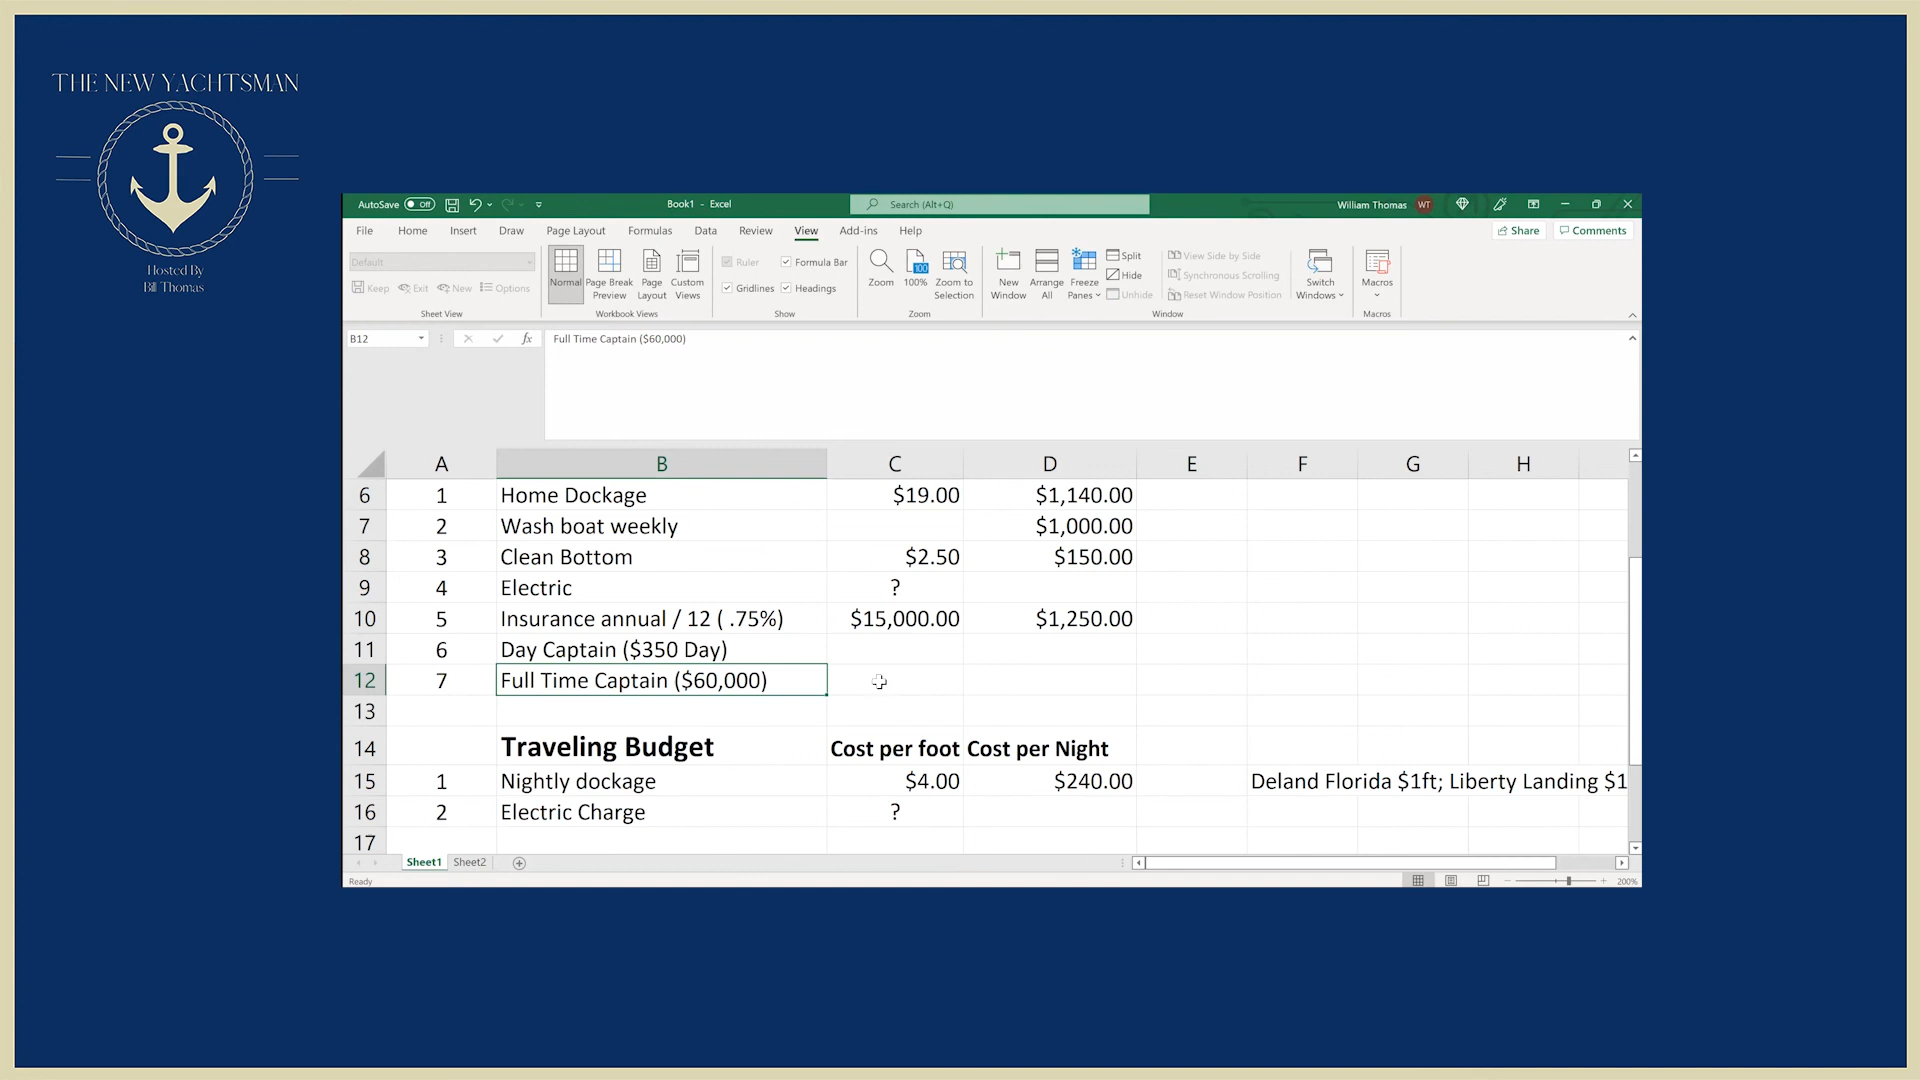 THE NEW YACHTSMAN
Hosted By
Bill Thomas
AutoSave Off Book1 - Excel Search (Alt+Q) William Thomas WT
File Home Insert Draw Page Layout Formulas Data Review View Add-ins Help Share Comments
Default
Keep Exit New Options
Sheet View
Normal Page Break Preview Page Layout Custom Views
Workbook Views
Ruler Formula Bar
Gridlines Headings
Show
Zoom 100% Zoom to Selection
Zoom
New Window Arrange All Freeze Panes
Split
Hide
Unhide
View Side by Side
Synchronous Scrolling
Reset Window Position
Switch Windows
Window
Macros
Macros
B12 fx Full Time Captain ($60,000)
A B C D E F G H
6 1 Home Dockage $19.00 $1,140.00
7 2 Wash boat weekly $1,000.00
8 3 Clean Bottom $2.50 $150.00
9 4 Electric ?
10 5 Insurance annual / 12 ( .75%) $15,000.00 $1,250.00
11 6 Day Captain ($350 Day)
12 7 Full Time Captain ($60,000)
13
14 Traveling Budget Cost per foot Cost per Night
15 1 Nightly dockage $4.00 $240.00 Deland Florida $1ft; Liberty Landing $1
16 2 Electric Charge ?
17
Sheet1 Sheet2
Ready 200%